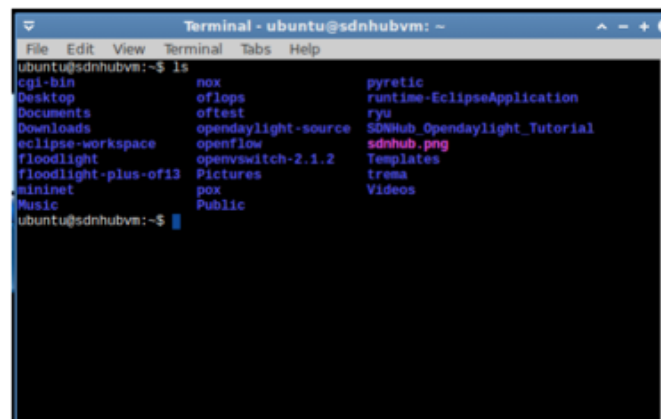 Terminal - ubuntu@sdnhubvm: ~
File Edit View Terminal Tabs Help
ubuntu@sdnhubvm:~$ ls
cgi-bin nox pyretic
Desktop oflops runtime-EclipseApplication
Documents oftest ryu
Downloads opendaylight-source SDNHub_Opendaylight_Tutorial
eclipse-workspace openflow sdnhub.png
floodlight openvswitch-2.1.2 Templates
floodlight-plus-of13 Pictures trema
mininet pox Videos
Music Public
ubuntu@sdnhubvm:~$